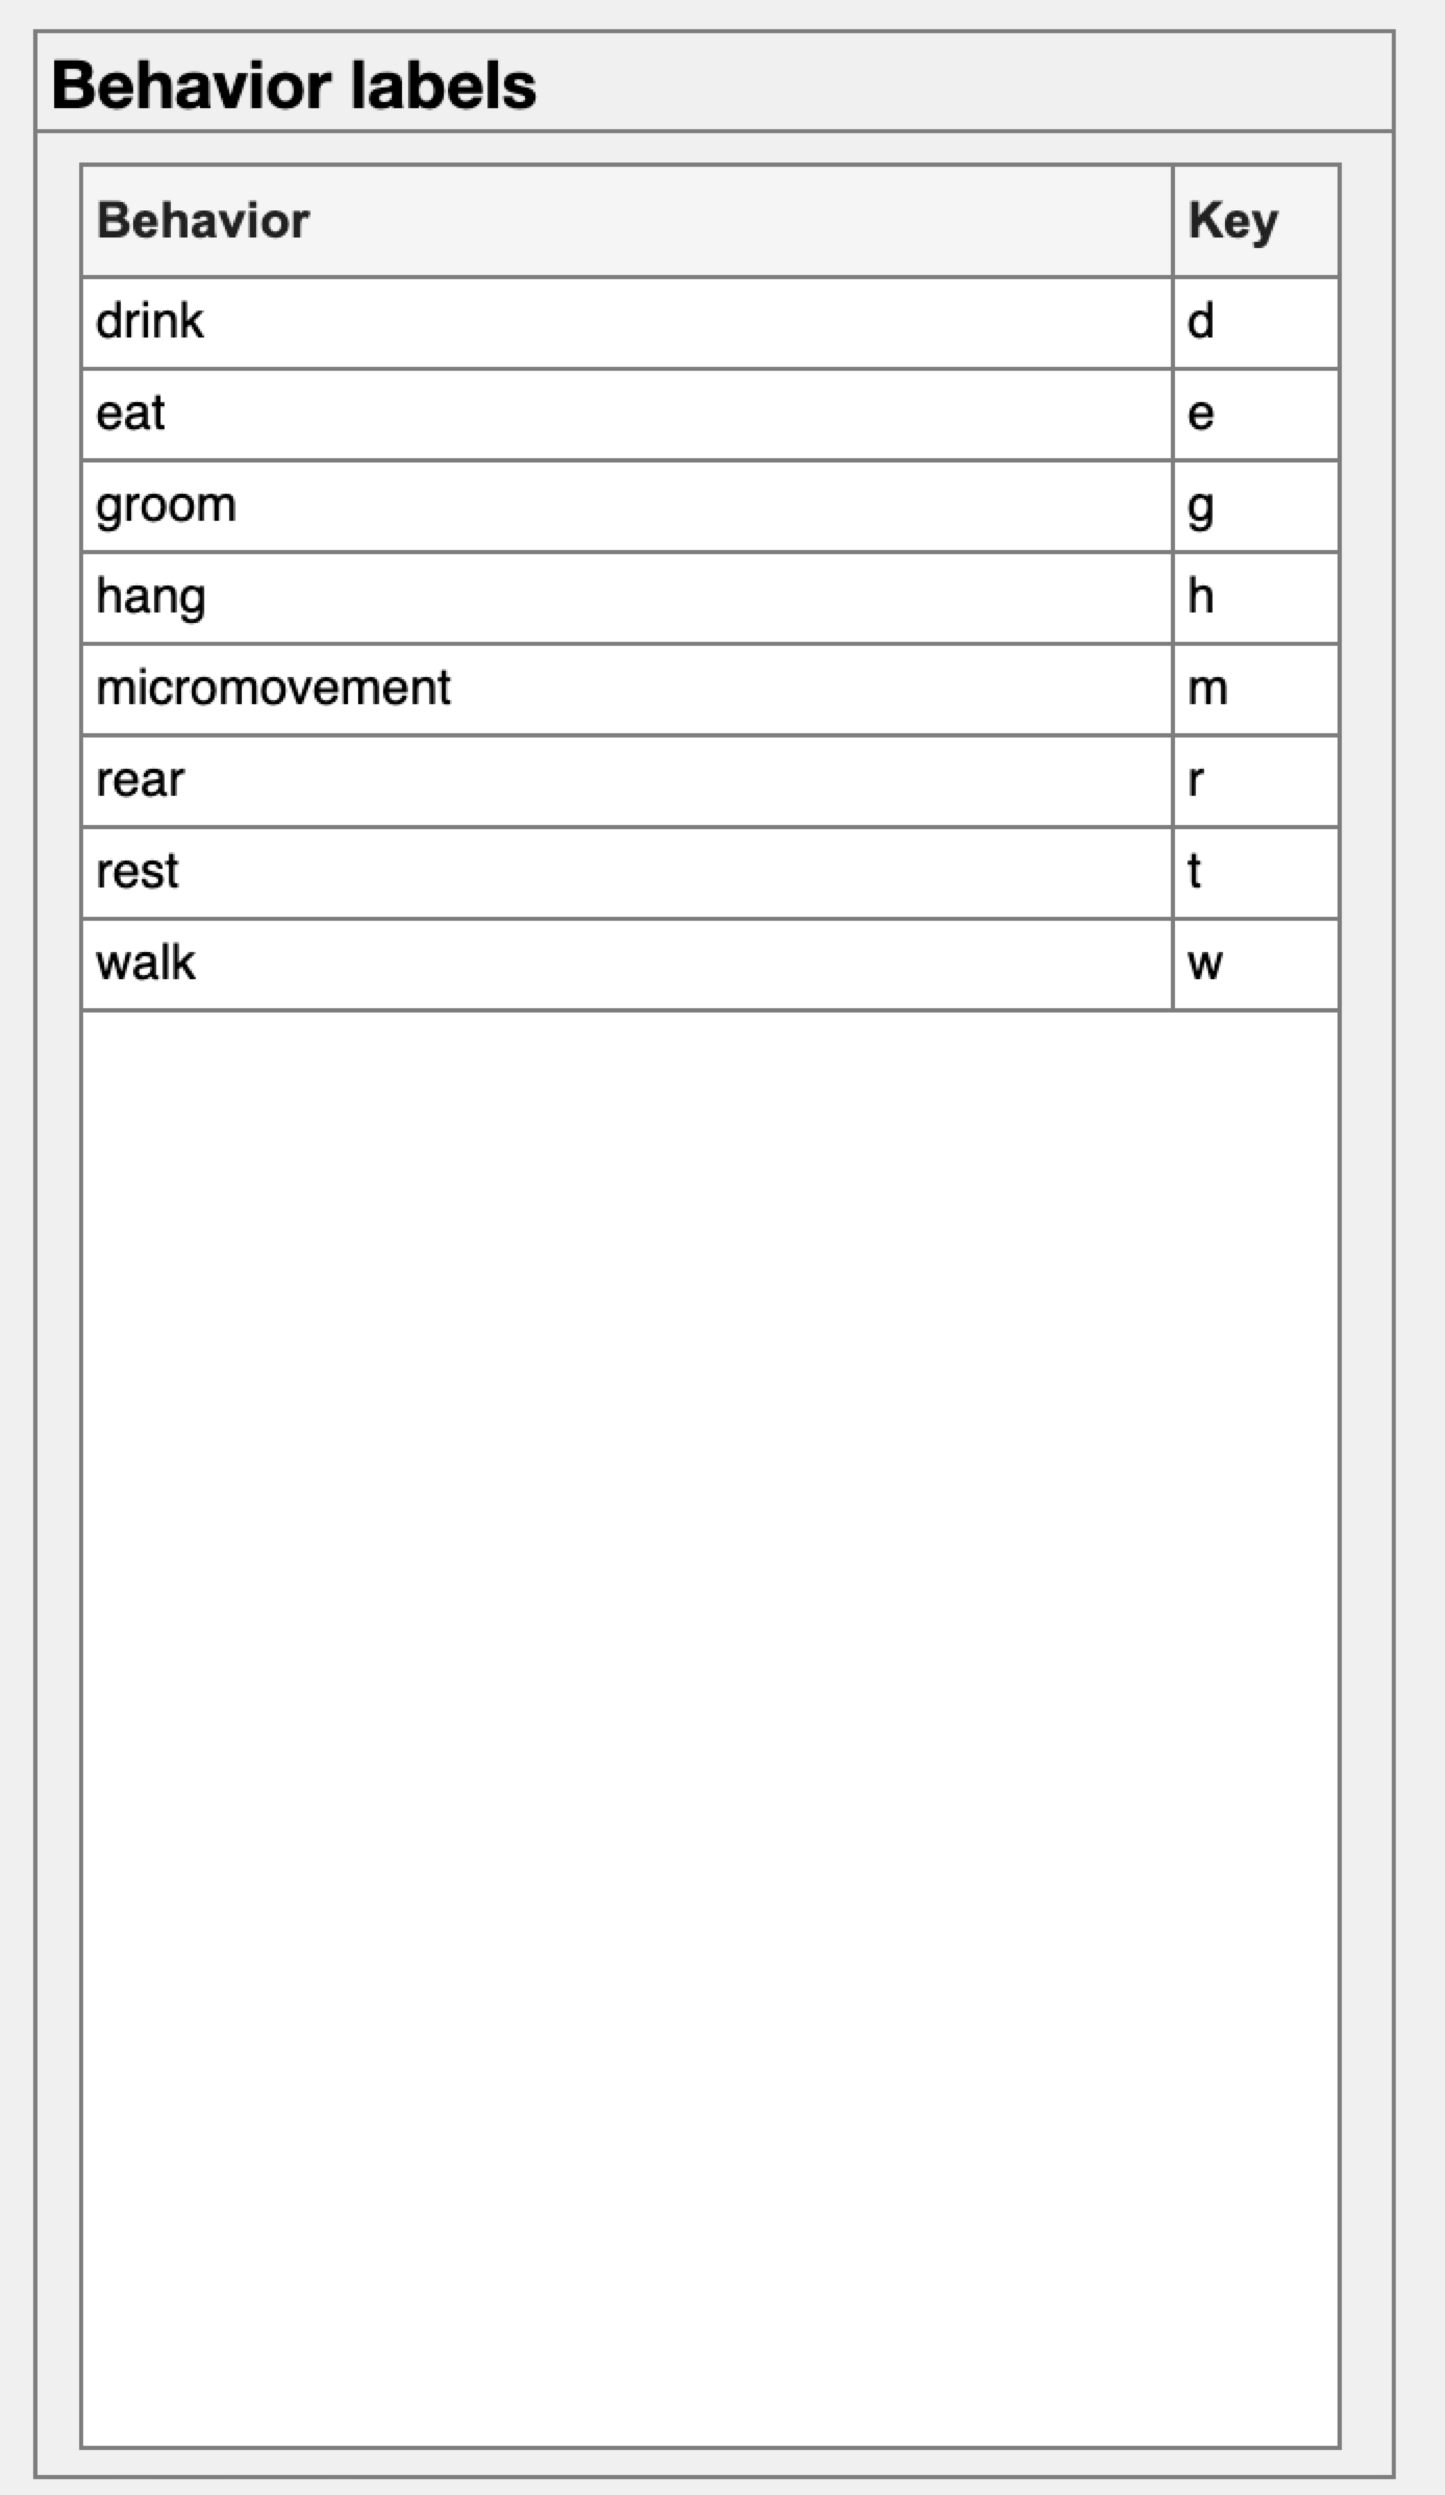 Behavior labels
Behavior Key
drink d
eat e
groom g
hang h
micromovement m
rear r
rest t
walk w